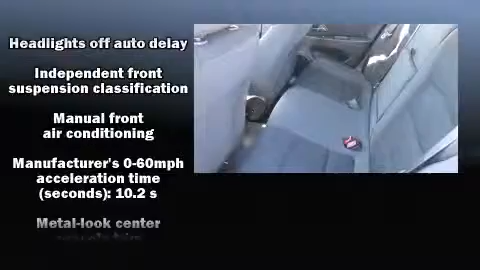 Headlights off auto delay
Independent front
suspension classification
Manual front
air conditioning
Manufacturer's 0-60mph
acceleration time
(seconds): 10.2 s
Metal-look center